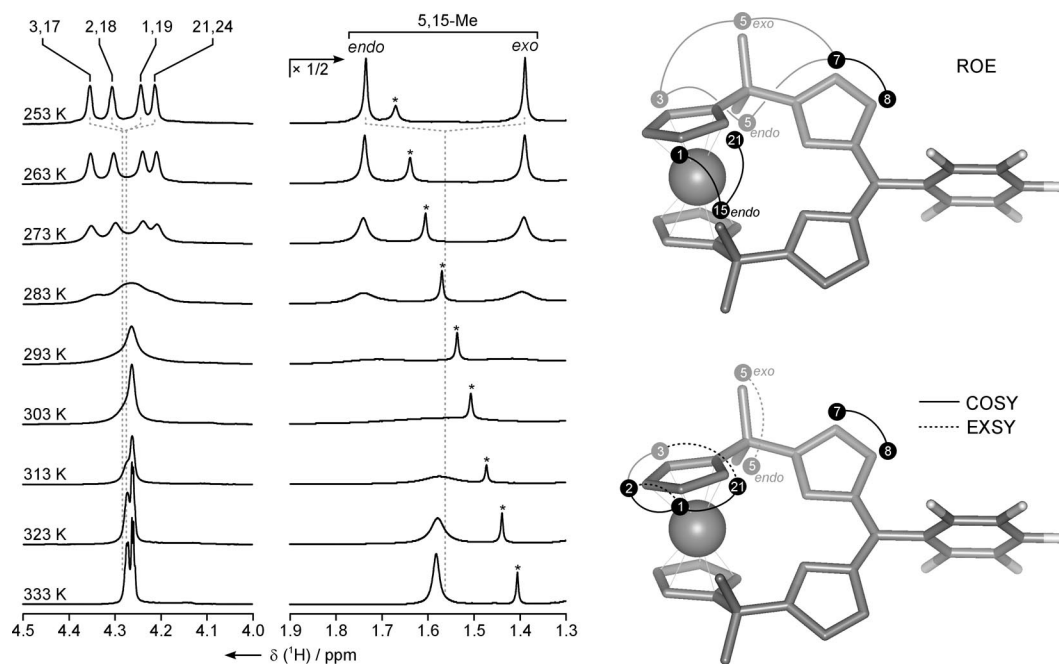 3,17 2,18 1,19 21,24
5,15-Me
endo exo
× 1/2
253 K *
263 K *
273 K *
283 K *
293 K *
303 K *
313 K *
323 K *
333 K *
4.5 4.4 4.3 4.2 4.1 4.0
1.9 1.8 1.7 1.6 1.5 1.4 1.3
δ (¹H) / ppm
ROE
5 exo
7
8
3
5
endo
21
1
15 endo
COSY
EXSY
5 exo
7
8
3
5
endo
2
21
1